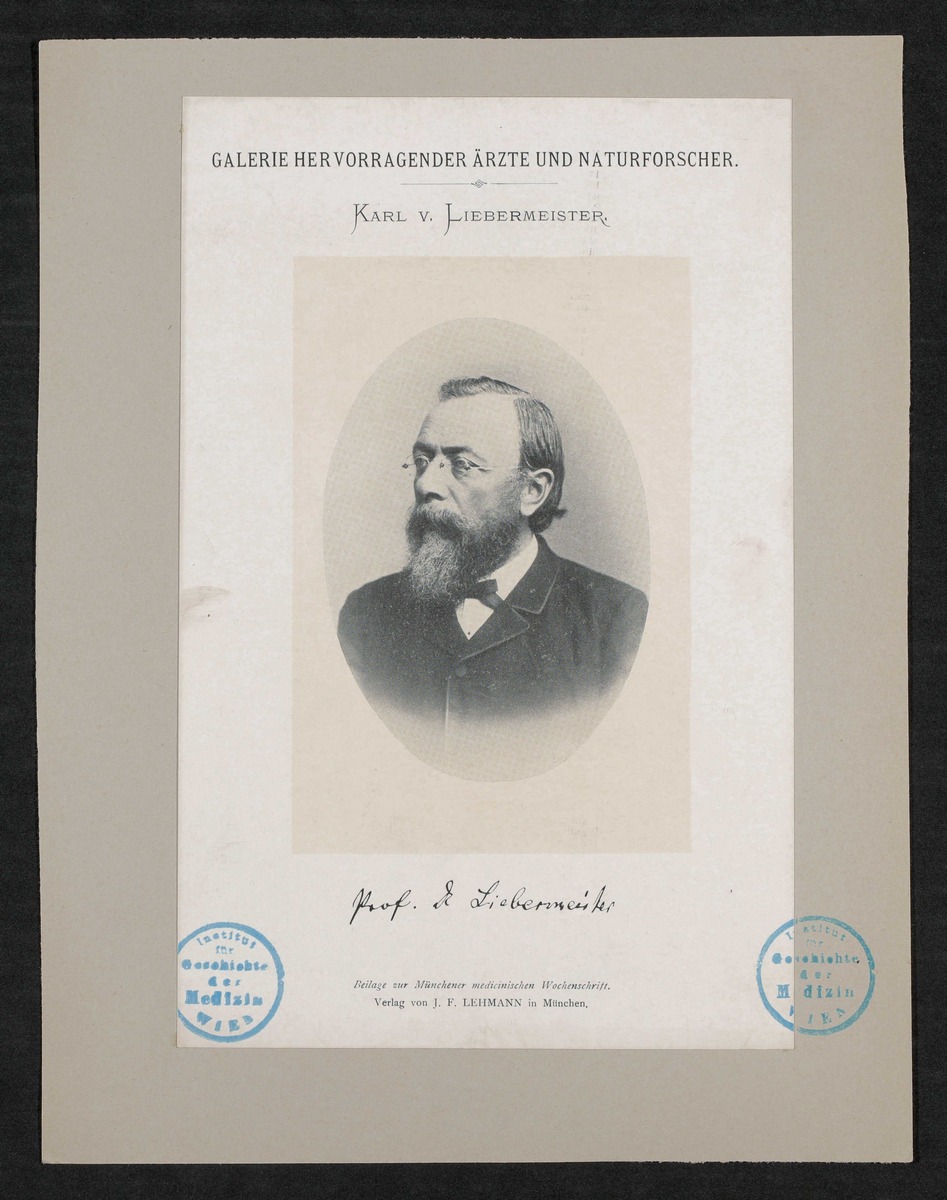 GALERIE HERVORRAGENDER ÄRZTE UND NATURFORSCHER.
KARL V. LIEBERMEISTER.
Prof. Dr Liebermeister
Beilage zur Münchener medicinischen Wochenschrift.
Verlag von J. F. LEHMANN in München.
Institut
für
Geschichte
der
Medizin
WIEN
Institut
für
Geschichte
der
Medizin
WIEN